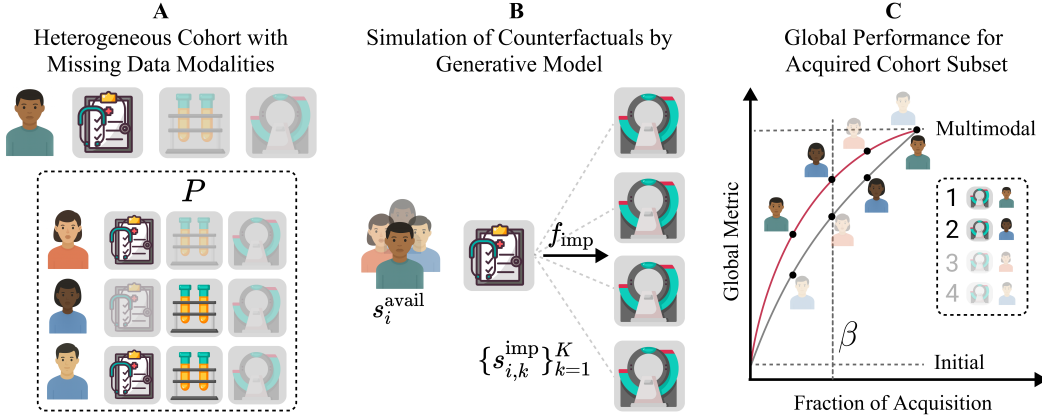 A
Heterogeneous Cohort with
Missing Data Modalities
P
B
Simulation of Counterfactuals by
Generative Model
f_imp
s_i^avail
{s_{i,k}^imp}_{k=1}^K
C
Global Performance for
Acquired Cohort Subset
Global Metric
Multimodal
1
2
3
4
β
Initial
Fraction of Acquisition